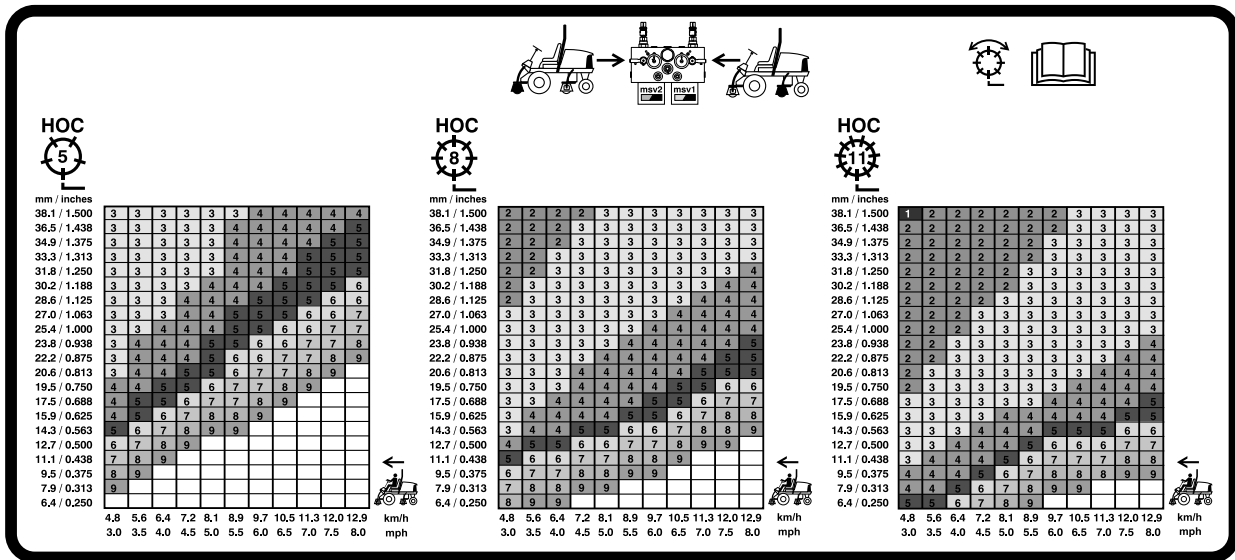 msv2 msv1
HOC
5
mm / inches
38.1 / 1.500 3 3 3 3 3 3 4 4 4 4 4
36.5 / 1.438 3 3 3 3 3 4 4 4 4 4 5
34.9 / 1.375 3 3 3 3 3 4 4 4 4 5 5
33.3 / 1.313 3 3 3 3 3 4 4 4 5 5 5
31.8 / 1.250 3 3 3 3 3 4 4 4 5 5 5
30.2 / 1.188 3 3 3 3 4 4 4 5 5 5 6
28.6 / 1.125 3 3 3 4 4 4 5 5 5 6 6
27.0 / 1.063 3 3 3 4 4 5 5 5 6 6 7
25.4 / 1.000 3 3 4 4 4 5 5 6 6 7 7
23.8 / 0.938 3 4 4 4 5 5 6 6 7 7 8
22.2 / 0.875 3 4 4 4 5 6 6 7 7 8 9
20.6 / 0.813 3 4 4 5 5 6 7 7 8 9
19.5 / 0.750 4 4 5 5 6 7 7 8 9
17.5 / 0.688 4 5 5 6 7 7 8 9
15.9 / 0.625 4 5 6 7 8 8 9
14.3 / 0.563 5 6 7 8 9 9
12.7 / 0.500 6 7 8 9
11.1 / 0.438 7 8 9
9.5 / 0.375 8 9
7.9 / 0.313 9
6.4 / 0.250
4.8 5.6 6.4 7.2 8.1 8.9 9.7 10.5 11.3 12.0 12.9 km/h
3.0 3.5 4.0 4.5 5.0 5.5 6.0 6.5 7.0 7.5 8.0 mph
HOC
8
mm / inches
38.1 / 1.500 2 2 2 2 3 3 3 3 3 3 3
36.5 / 1.438 2 2 2 3 3 3 3 3 3 3 3
34.9 / 1.375 2 2 2 3 3 3 3 3 3 3 3
33.3 / 1.313 2 2 3 3 3 3 3 3 3 3 3
31.8 / 1.250 2 2 3 3 3 3 3 3 3 3 4
30.2 / 1.188 2 3 3 3 3 3 3 3 3 4 4
28.6 / 1.125 2 3 3 3 3 3 3 3 4 4 4
27.0 / 1.063 3 3 3 3 3 3 3 4 4 4 4
25.4 / 1.000 3 3 3 3 3 3 4 4 4 4 4
23.8 / 0.938 3 3 3 3 3 4 4 4 4 4 5
22.2 / 0.875 3 3 3 3 4 4 4 4 4 5 5
20.6 / 0.813 3 3 3 4 4 4 4 4 5 5 5
19.5 / 0.750 3 3 3 4 4 4 4 5 5 6 6
17.5 / 0.688 3 3 4 4 4 4 5 5 6 6 7
15.9 / 0.625 3 4 4 4 4 5 5 6 7 7 8
14.3 / 0.563 3 4 4 5 5 6 6 7 7 8 8
12.7 / 0.500 4 5 5 6 6 7 7 8 9 9
11.1 / 0.438 5 6 6 7 7 8 8 9
9.5 / 0.375 6 7 7 8 8 9 9
7.9 / 0.313 7 8 8 9 9
6.4 / 0.250 8 9 9
4.8 5.6 6.4 7.2 8.1 8.9 9.7 10.5 11.3 12.0 12.9 km/h
3.0 3.5 4.0 4.5 5.0 5.5 6.0 6.5 7.0 7.5 8.0 mph
HOC
11
mm / inches
38.1 / 1.500 1 2 2 2 2 2 2 3 3 3 3
36.5 / 1.438 2 2 2 2 2 2 2 3 3 3 3
34.9 / 1.375 2 2 2 2 2 2 3 3 3 3 3
33.3 / 1.313 2 2 2 2 2 2 3 3 3 3 3
31.8 / 1.250 2 2 2 2 2 3 3 3 3 3 3
30.2 / 1.188 2 2 2 2 2 3 3 3 3 3 3
28.6 / 1.125 2 2 2 2 3 3 3 3 3 3 3
27.0 / 1.063 2 2 2 3 3 3 3 3 3 3 3
25.4 / 1.000 2 2 2 3 3 3 3 3 3 3 3
23.8 / 0.938 2 2 3 3 3 3 3 3 3 3 4
22.2 / 0.875 2 2 3 3 3 3 3 3 3 4 4
20.6 / 0.813 2 3 3 3 3 3 3 3 4 4 4
19.5 / 0.750 2 3 3 3 3 3 3 4 4 4 4
17.5 / 0.688 3 3 3 3 3 3 4 4 4 4 5
15.9 / 0.625 3 3 3 3 4 4 4 4 4 5 5
14.3 / 0.563 3 3 3 4 4 4 5 5 5 6 6
12.7 / 0.500 3 3 4 4 4 5 6 6 6 7 7
11.1 / 0.438 3 4 4 4 5 6 6 7 7 8 8
9.5 / 0.375 4 4 4 5 6 7 7 8 8 9 9
7.9 / 0.313 4 4 5 6 7 8 9 9
6.4 / 0.250 5 5 6 7 8 9
4.8 5.6 6.4 7.2 8.1 8.9 9.7 10.5 11.3 12.0 12.9 km/h
3.0 3.5 4.0 4.5 5.0 5.5 6.0 6.5 7.0 7.5 8.0 mph